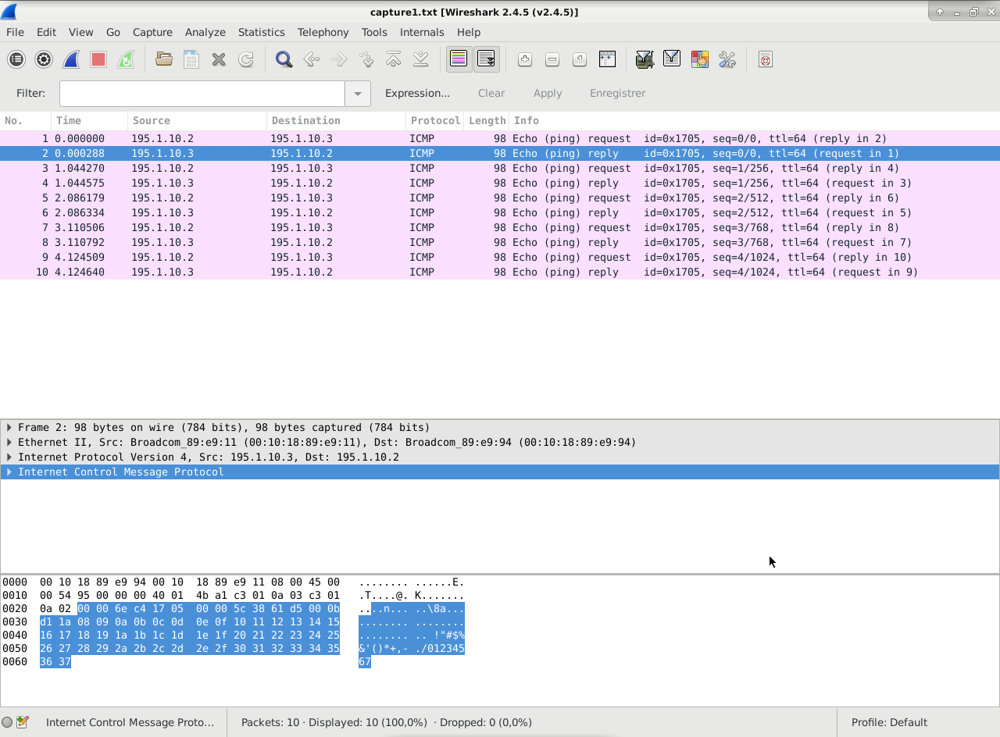 capture1.txt [Wireshark 2.4.5 (v2.4.5)]
File Edit View Go Capture Analyze Statistics Telephony Tools Internals Help
Filter: Expression... Clear Apply Enregistrer
No. Time Source Destination Protocol Length Info
1 0.000000 195.1.10.2 195.1.10.3 ICMP 98 Echo (ping) request id=0x1705, seq=0/0, ttl=64 (reply in 2)
2 0.000288 195.1.10.3 195.1.10.2 ICMP 98 Echo (ping) reply id=0x1705, seq=0/0, ttl=64 (request in 1)
3 1.044270 195.1.10.2 195.1.10.3 ICMP 98 Echo (ping) request id=0x1705, seq=1/256, ttl=64 (reply in 4)
4 1.044575 195.1.10.3 195.1.10.2 ICMP 98 Echo (ping) reply id=0x1705, seq=1/256, ttl=64 (request in 3)
5 2.086179 195.1.10.2 195.1.10.3 ICMP 98 Echo (ping) request id=0x1705, seq=2/512, ttl=64 (reply in 6)
6 2.086334 195.1.10.3 195.1.10.2 ICMP 98 Echo (ping) reply id=0x1705, seq=2/512, ttl=64 (request in 5)
7 3.110506 195.1.10.2 195.1.10.3 ICMP 98 Echo (ping) request id=0x1705, seq=3/768, ttl=64 (reply in 8)
8 3.110792 195.1.10.3 195.1.10.2 ICMP 98 Echo (ping) reply id=0x1705, seq=3/768, ttl=64 (request in 7)
9 4.124509 195.1.10.2 195.1.10.3 ICMP 98 Echo (ping) request id=0x1705, seq=4/1024, ttl=64 (reply in 10)
10 4.124640 195.1.10.3 195.1.10.2 ICMP 98 Echo (ping) reply id=0x1705, seq=4/1024, ttl=64 (request in 9)
Frame 2: 98 bytes on wire (784 bits), 98 bytes captured (784 bits)
Ethernet II, Src: Broadcom_89:e9:11 (00:10:18:89:e9:11), Dst: Broadcom_89:e9:94 (00:10:18:89:e9:94)
Internet Protocol Version 4, Src: 195.1.10.3, Dst: 195.1.10.2
Internet Control Message Protocol
0000 00 10 18 89 e9 94 00 10 18 89 e9 11 08 00 45 00 ........ ......E.
0010 00 54 95 00 00 00 40 01 4b a1 c3 01 0a 03 c3 01 .T....@. K.......
0020 0a 02 00 00 6e c4 17 05 00 00 5c 38 61 d5 00 0b ....n... ..\8a...
0030 d1 1a 08 09 0a 0b 0c 0d 0e 0f 10 11 12 13 14 15 ........ ........
0040 16 17 18 19 1a 1b 1c 1d 1e 1f 20 21 22 23 24 25 ........ .. !"#$%
0050 26 27 28 29 2a 2b 2c 2d 2e 2f 30 31 32 33 34 35 &'()*+,- ./012345
0060 36 37 67
Internet Control Message Proto... Packets: 10 · Displayed: 10 (100,0%) · Dropped: 0 (0,0%) Profile: Default